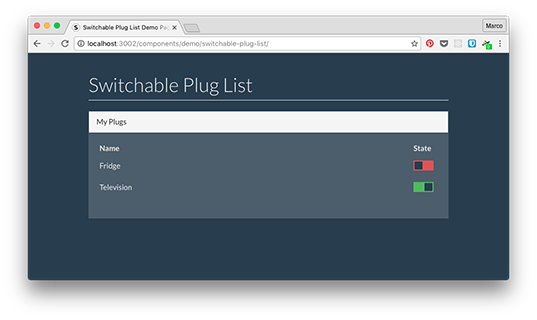 Switchable Plug List Demo Pag
Marco
localhost:3002/components/demo/switchable-plug-list/
Switchable Plug List
My Plugs
Name State
Fridge
Television